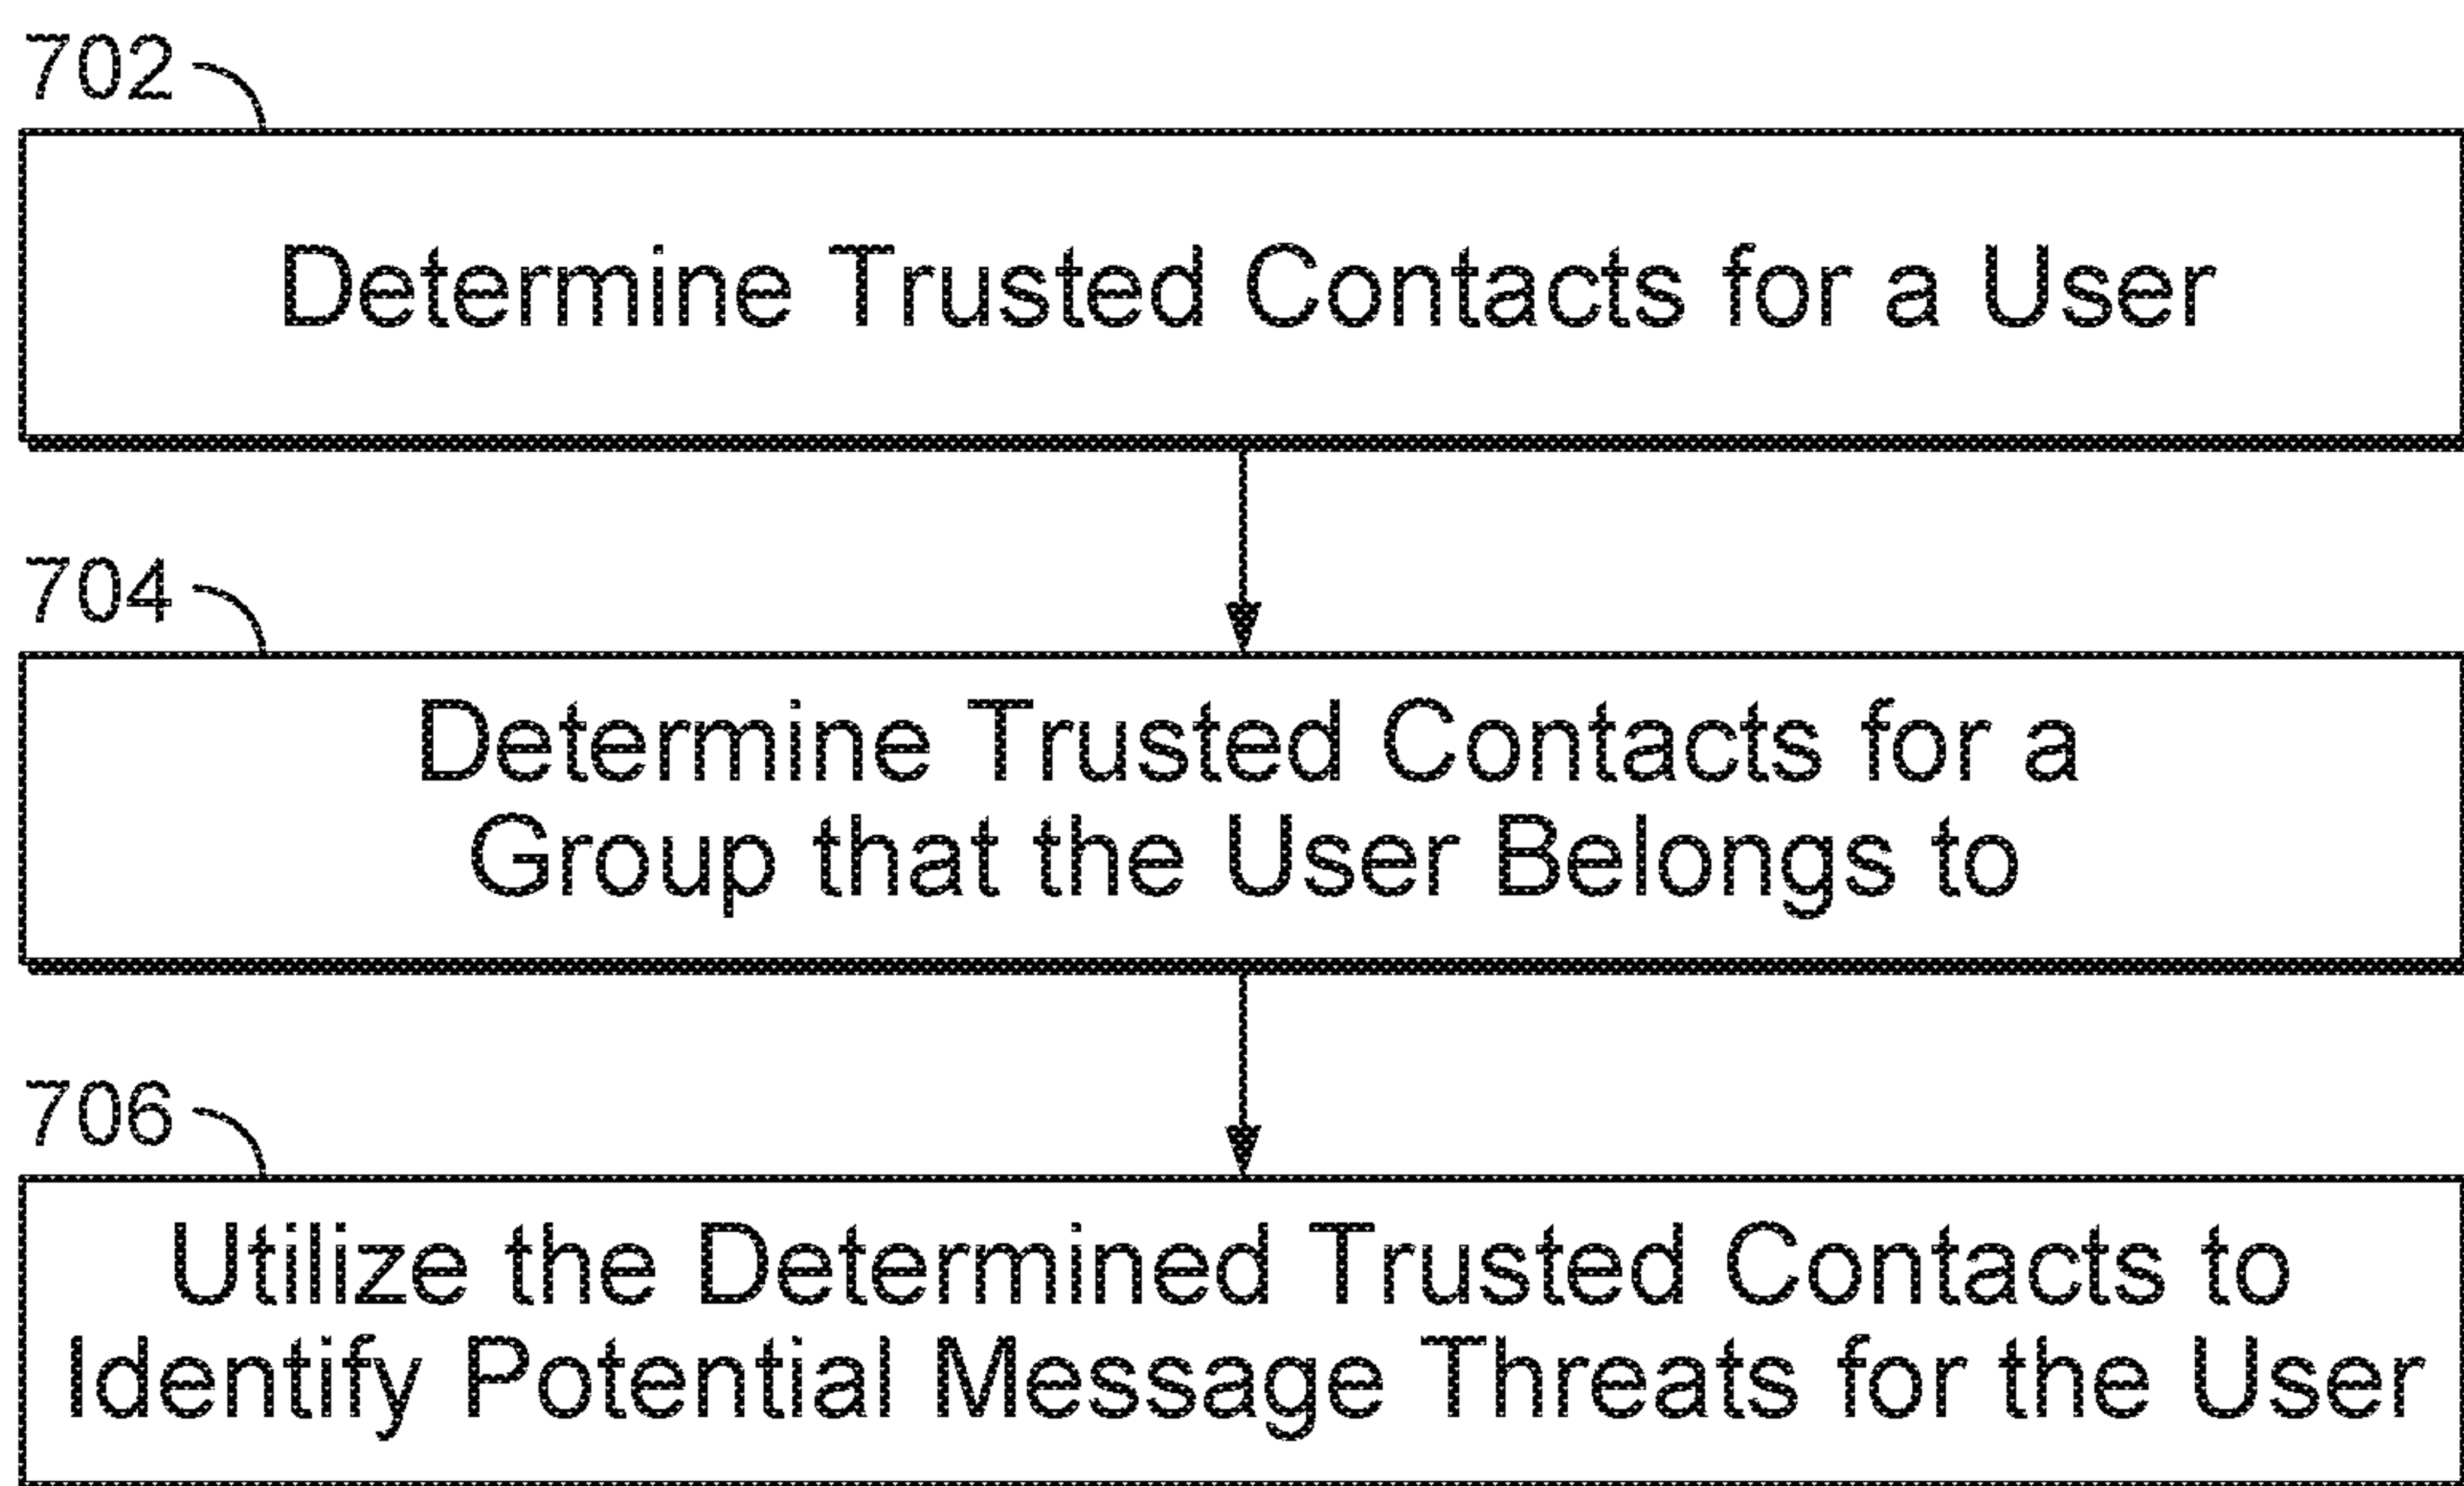 702
Determine Trusted Contacts for a User
704
Determine Trusted Contacts for a
Group that the User Belongs to
706
Utilize the Determined Trusted Contacts to
Identify Potential Message Threats for the User